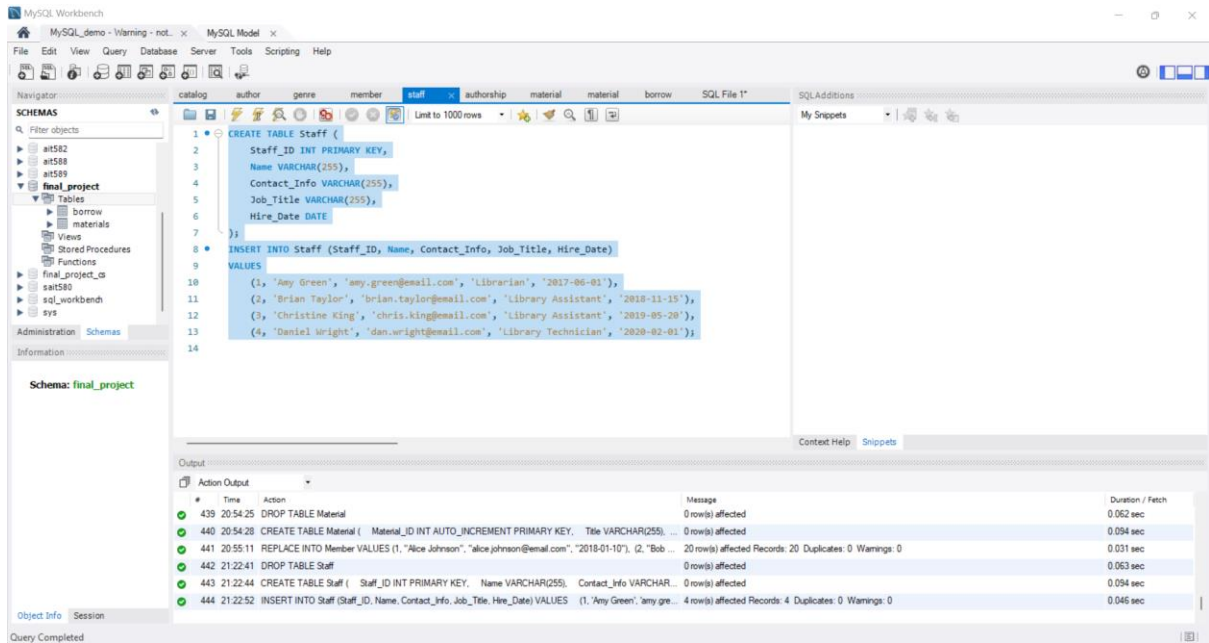 MySQL Workbench
MySQL_demo - Warning - not... × MySQL Model ×
File Edit View Query Database Server Tools Scripting Help
Navigator
SCHEMAS
Filter objects
ait582
ait588
ait589
final_project
Tables
borrow
materials
Views
Stored Procedures
Functions
final_project_cs
sait580
sql_workbench
sys
Administration Schemas
Information
Schema: final_project
Object Info Session
catalog author genre member staff × authorship material material borrow SQL File 1*
Limit to 1000 rows
1 CREATE TABLE Staff (
2 Staff_ID INT PRIMARY KEY,
3 Name VARCHAR(255),
4 Contact_Info VARCHAR(255),
5 Job_Title VARCHAR(255),
6 Hire_Date DATE
7 );
8 INSERT INTO Staff (Staff_ID, Name, Contact_Info, Job_Title, Hire_Date)
9 VALUES
10 (1, 'Amy Green', 'amy.green@email.com', 'Librarian', '2017-06-01'),
11 (2, 'Brian Taylor', 'brian.taylor@email.com', 'Library Assistant', '2018-11-15'),
12 (3, 'Christine King', 'chris.king@email.com', 'Library Assistant', '2019-05-20'),
13 (4, 'Daniel Wright', 'dan.wright@email.com', 'Library Technician', '2020-02-01');
14
SQLAdditions
My Snippets
Context Help Snippets
Output
Action Output
# Time Action Message Duration / Fetch
439 20:54:25 DROP TABLE Material 0 row(s) affected 0.062 sec
440 20:54:28 CREATE TABLE Material ( Material_ID INT AUTO_INCREMENT PRIMARY KEY, Title VARCHAR(255), ... 0 row(s) affected 0.094 sec
441 20:55:11 REPLACE INTO Member VALUES (1, "Alice Johnson", "alice.johnson@email.com", "2018-01-10"), (2, "Bob ... 20 row(s) affected Records: 20 Duplicates: 0 Warnings: 0 0.031 sec
442 21:22:41 DROP TABLE Staff 0 row(s) affected 0.063 sec
443 21:22:44 CREATE TABLE Staff ( Staff_ID INT PRIMARY KEY, Name VARCHAR(255), Contact_Info VARCHAR... 0 row(s) affected 0.094 sec
444 21:22:52 INSERT INTO Staff (Staff_ID, Name, Contact_Info, Job_Title, Hire_Date) VALUES (1, 'Amy Green', 'amy.gre... 4 row(s) affected Records: 4 Duplicates: 0 Warnings: 0 0.046 sec
Query Completed